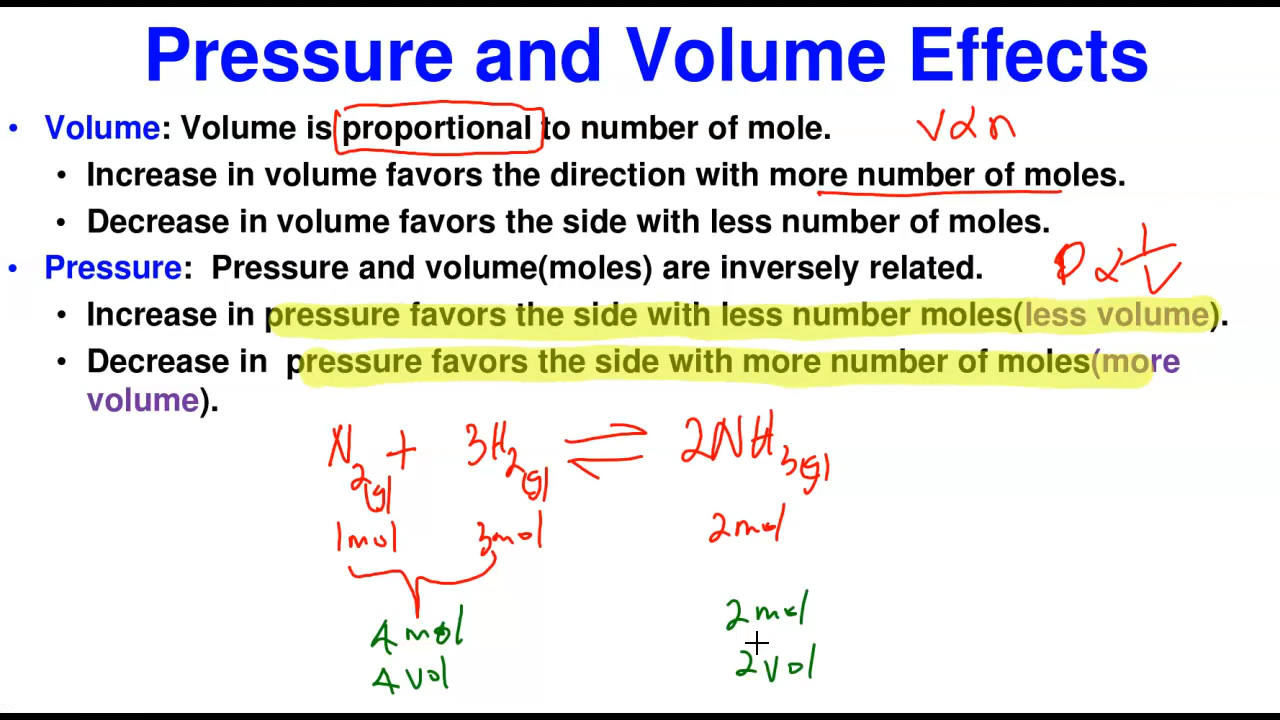 Pressure and Volume Effects
• Volume: Volume is proportional to number of mole. V∝n
• Increase in volume favors the direction with more number of moles.
• Decrease in volume favors the side with less number of moles.
• Pressure: Pressure and volume(moles) are inversely related. P ∝ 1/V
• Increase in pressure favors the side with less number moles(less volume).
• Decrease in pressure favors the side with more number of moles(more
volume).
N2(g) + 3H2(g) ⇌ 2NH3(g)
1mol 3mol 2mol
4mol 2mol
4vol 2vol